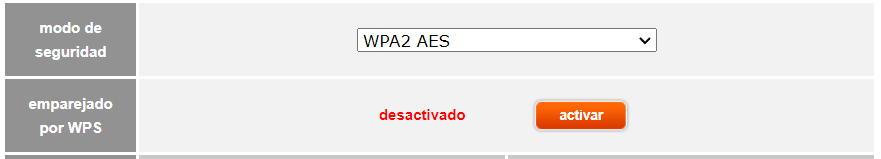 modo de
seguridad
WPA2 AES
emparejado
por WPS
desactivado
activar